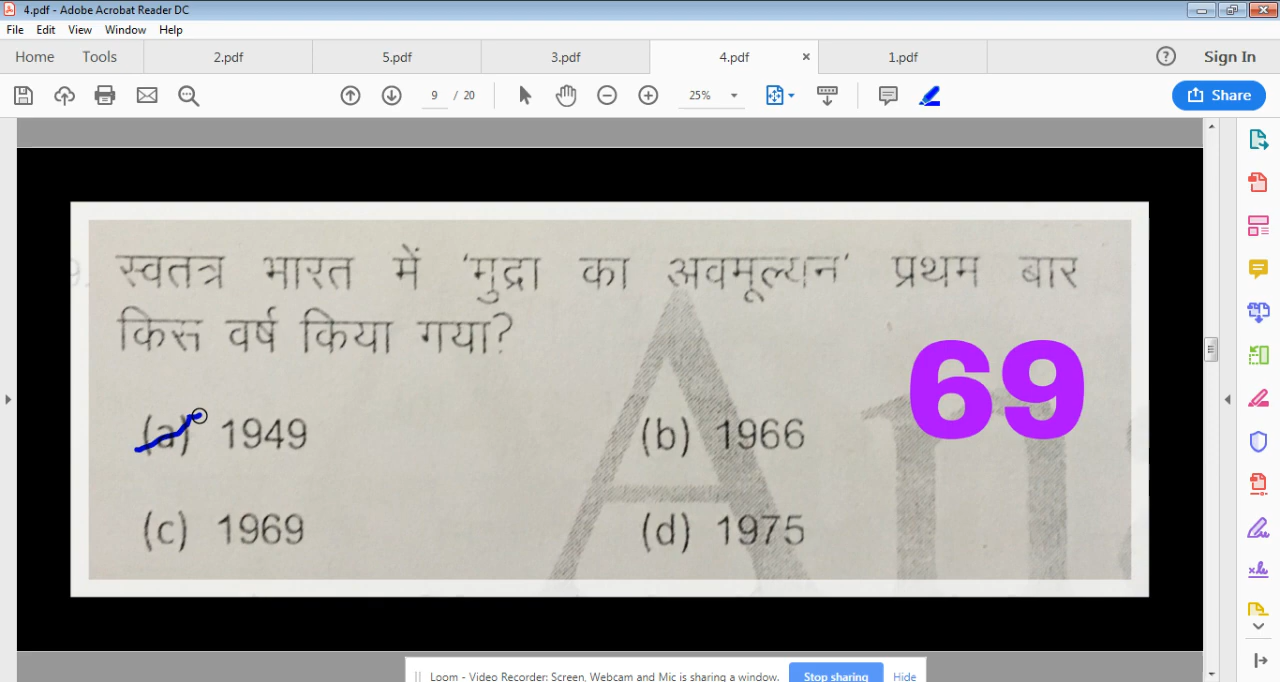 4.pdf - Adobe Acrobat Reader DC
File Edit View Window Help
Home Tools 2.pdf 5.pdf 3.pdf 4.pdf × 1.pdf Sign In
9 / 20 25% Share
स्वतत्र भारत में 'मुद्रा का अवमूल्यन' प्रथम बार
किस वर्ष किया गया?
69
(a) 1949 (b) 1966
(c) 1969 (d) 1975
Loom - Video Recorder: Screen, Webcam and Mic is sharing a window. Stop sharing Hide